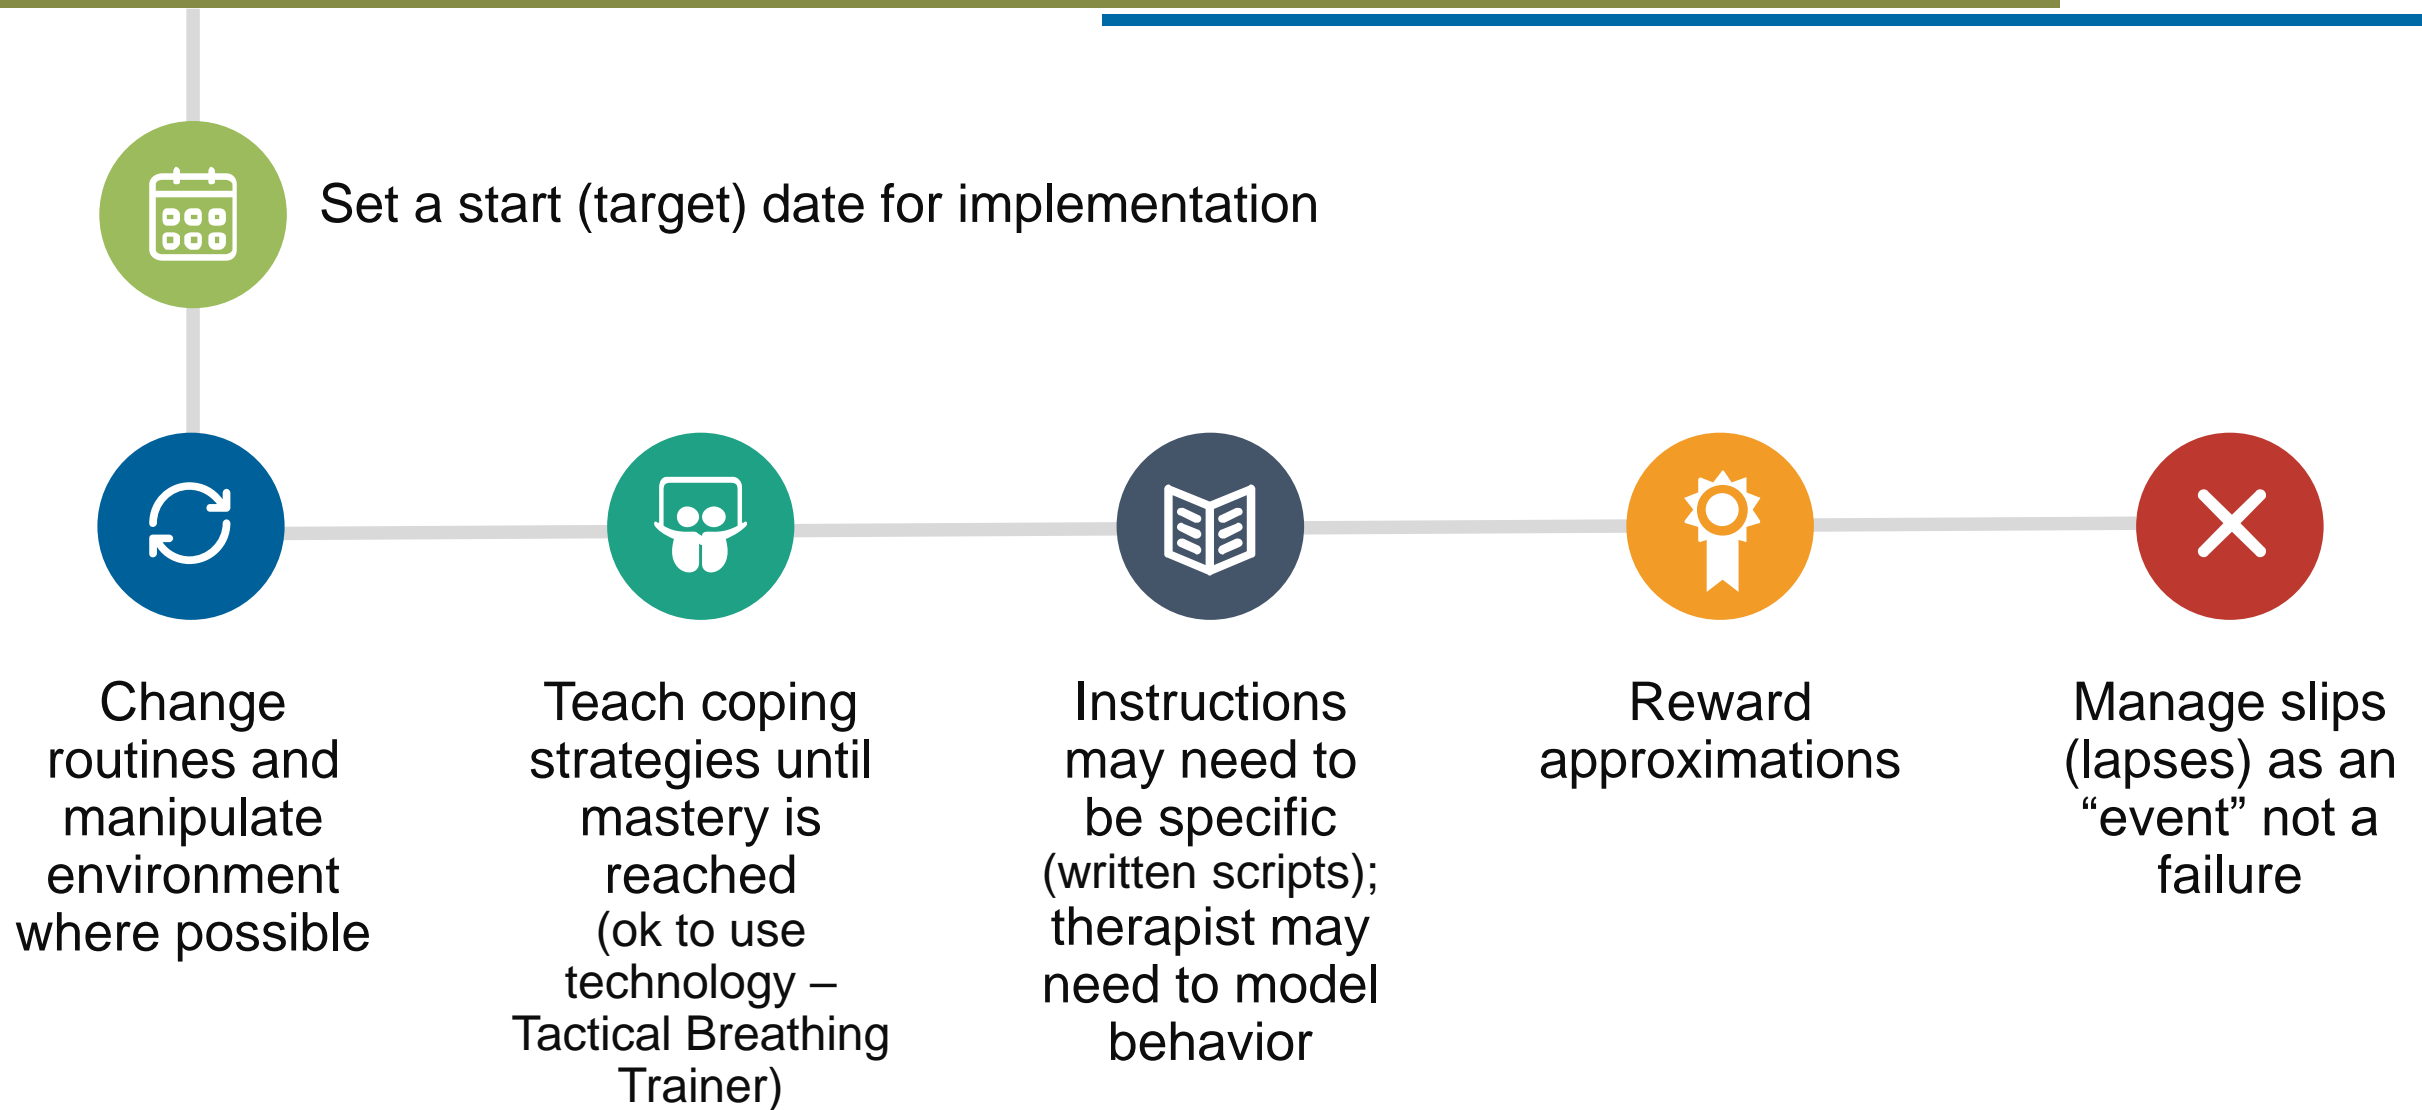 Set a start (target) date for implementation
Change
routines and
manipulate
environment
where possible
Teach coping
strategies until
mastery is
reached
(ok to use
technology –
Tactical Breathing
Trainer)
Instructions
may need to
be specific
(written scripts);
therapist may
need to model
behavior
Reward
approximations
Manage slips
(lapses) as an
“event” not a
failure